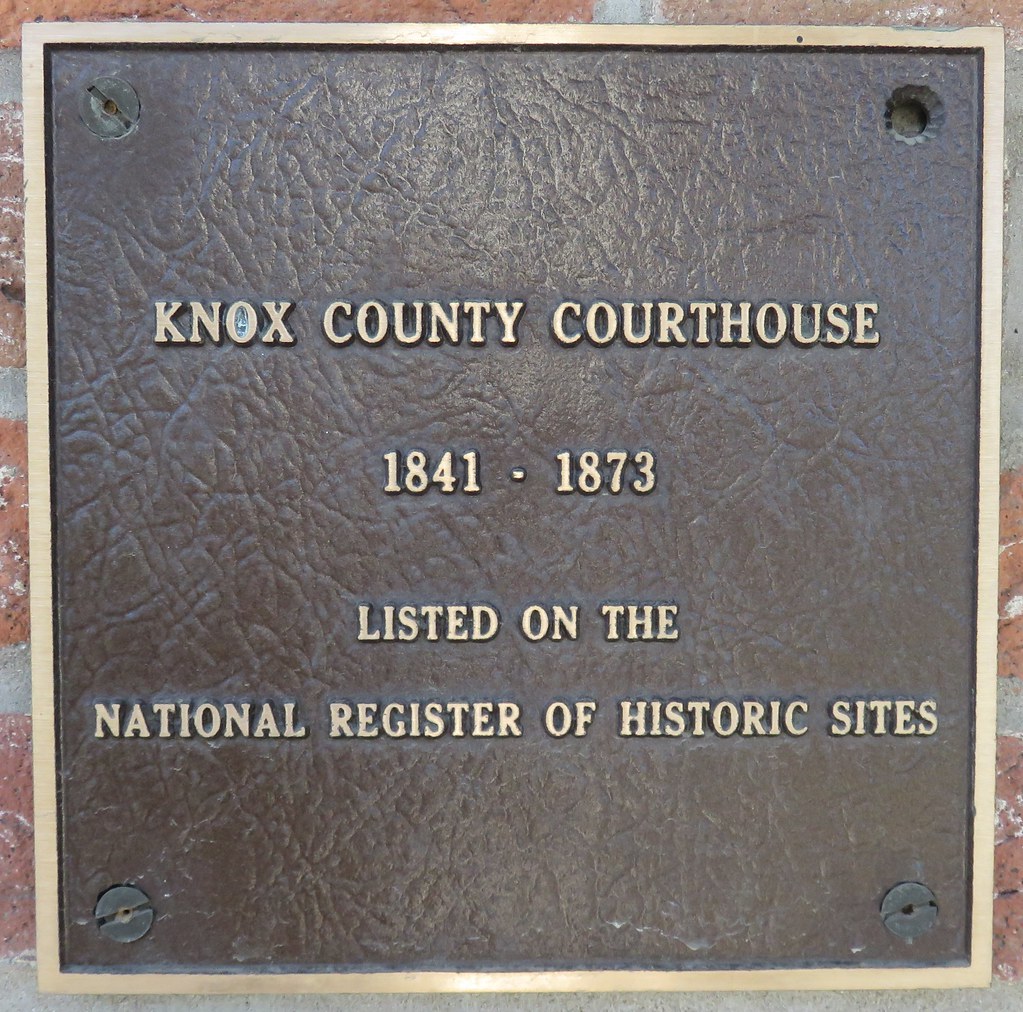 KNOX COUNTY COURTHOUSE
1841 - 1873
LISTED ON THE
NATIONAL REGISTER OF HISTORIC SITES